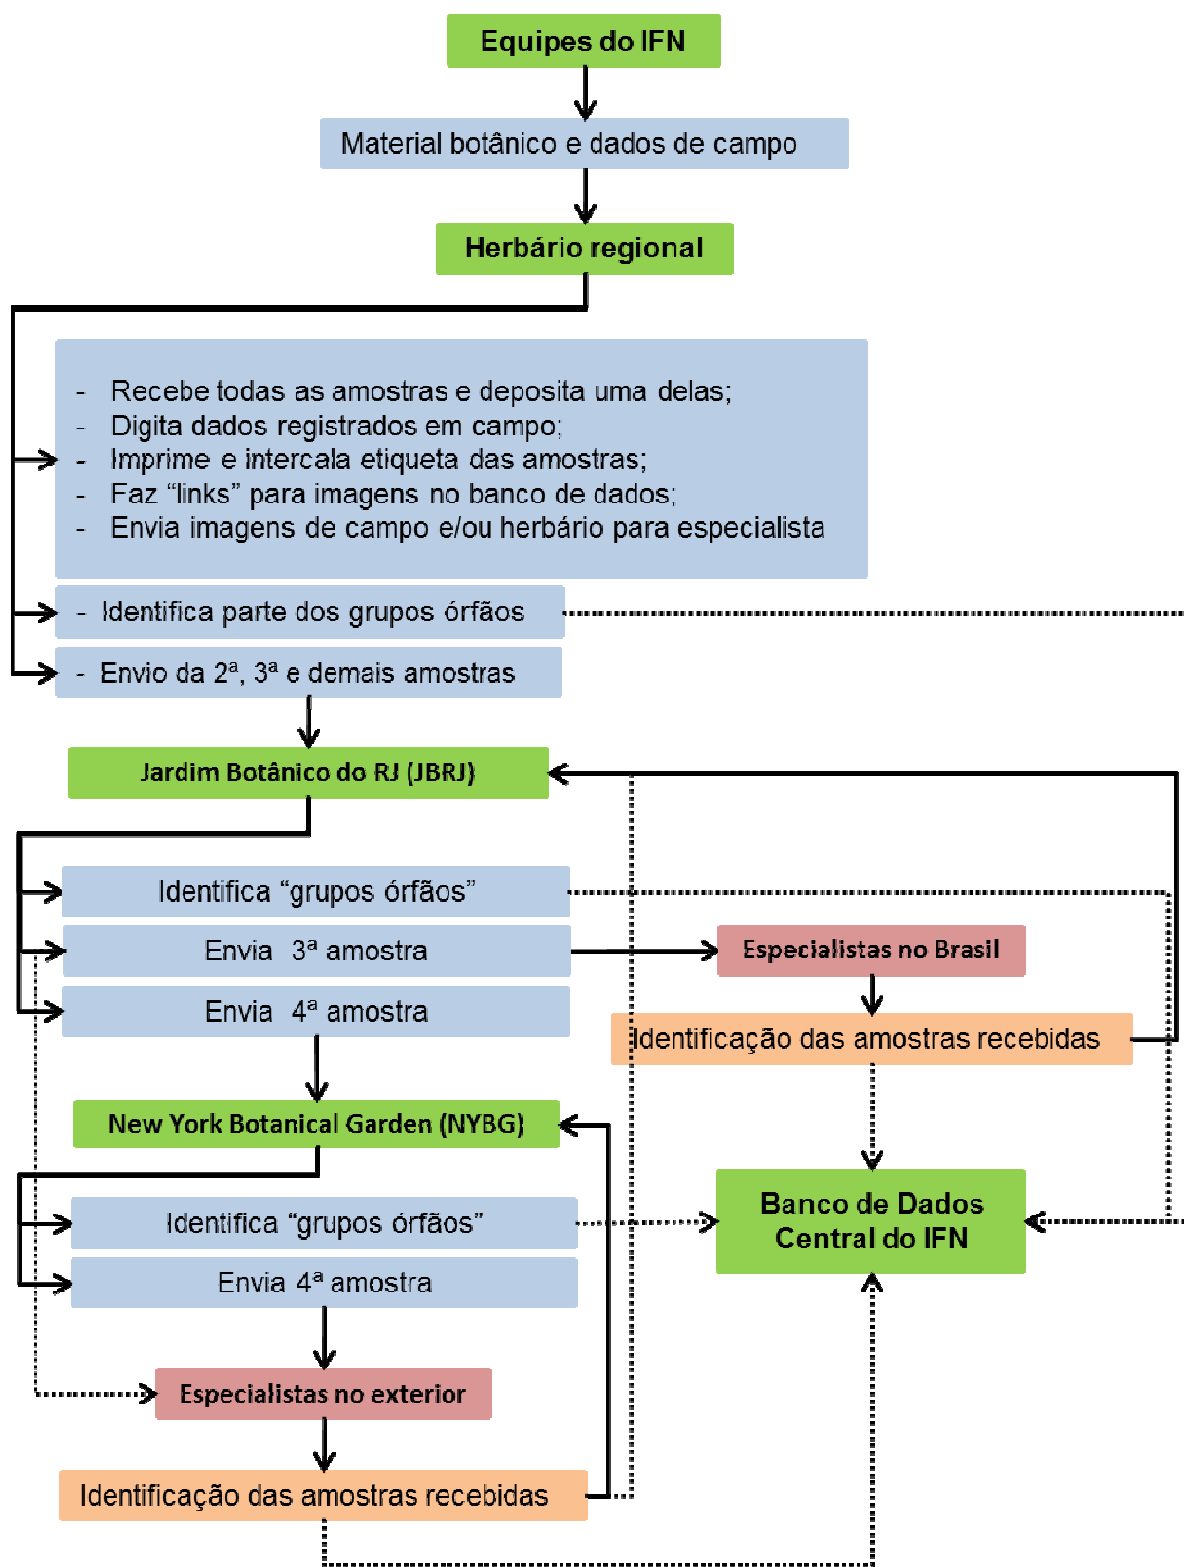 Equipes do IFN
Material botânico e dados de campo
Herbário regional
- Recebe todas as amostras e deposita uma delas;
- Digita dados registrados em campo;
- Imprime e intercala etiqueta das amostras;
- Faz “links” para imagens no banco de dados;
- Envia imagens de campo e/ou herbário para especialista
- Identifica parte dos grupos órfãos
- Envio da 2ª, 3ª e demais amostras
Jardim Botânico do RJ (JBRJ)
Identifica “grupos órfãos”
Envia 3ª amostra
Especialistas no Brasil
Envia 4ª amostra
Identificação das amostras recebidas
New York Botanical Garden (NYBG)
Identifica “grupos órfãos”
Banco de Dados
Central do IFN
Envia 4ª amostra
Especialistas no exterior
Identificação das amostras recebidas